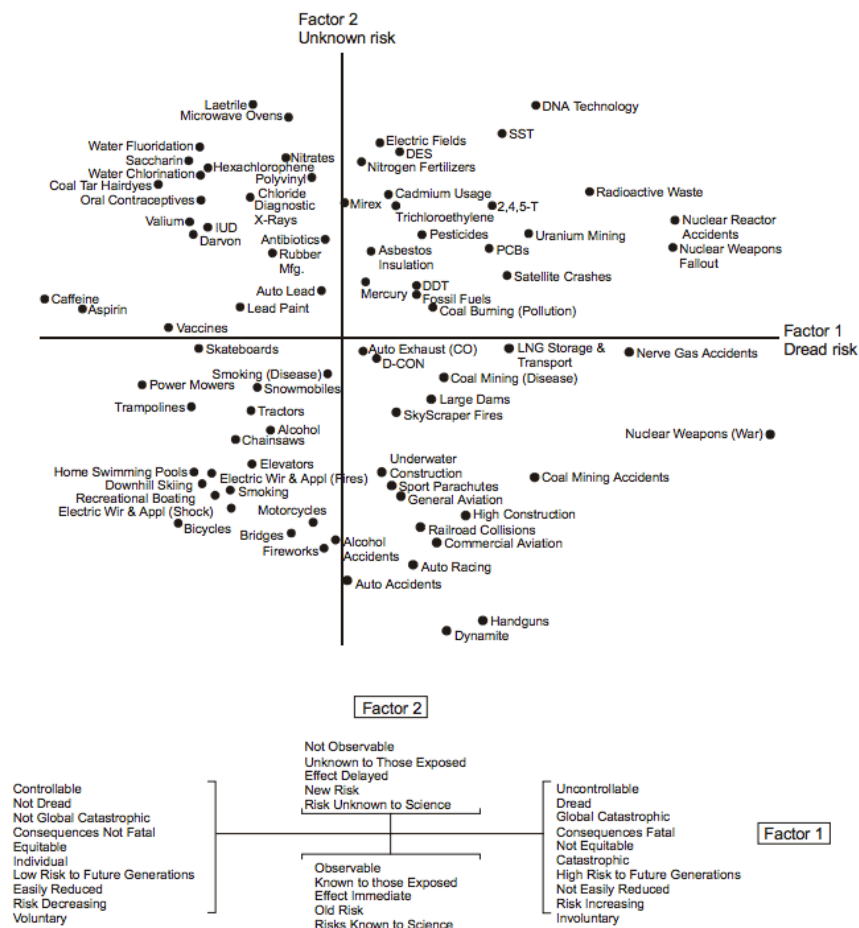 Factor 2
Unknown risk
Laetrile
Microwave Ovens
Water Fluoridation
Saccharin
Water Chlorination
Coal Tar Hairdyes
Oral Contraceptives
Nitrates
Hexachlorophene
Polyvinyl
Chloride
Diagnostic
X-Rays
Valium
IUD
Darvon
Antibiotics
Rubber
Mfg.
Auto Lead
Lead Paint
Caffeine
Aspirin
Vaccines
DNA Technology
SST
Electric Fields
DES
Nitrogen Fertilizers
Radioactive Waste
Cadmium Usage
Mirex
Trichloroethylene
2,4,5-T
Nuclear Reactor
Accidents
Pesticides
Uranium Mining
Asbestos
Insulation
PCBs
Nuclear Weapons
Fallout
Satellite Crashes
Mercury
DDT
Fossil Fuels
Coal Burning (Pollution)
Factor 1
Dread risk
Skateboards
Smoking (Disease)
Power Mowers
Snowmobiles
Trampolines
Tractors
Alcohol
Chainsaws
Elevators
Home Swimming Pools
Electric Wir & Appl (Fires)
Downhill Skiing
Smoking
Recreational Boating
Electric Wir & Appl (Shock)
Motorcycles
Bicycles
Bridges
Fireworks
Alcohol
Accidents
Auto Exhaust (CO)
D-CON
LNG Storage &
Transport
Nerve Gas Accidents
Coal Mining (Disease)
Large Dams
SkyScraper Fires
Nuclear Weapons (War)
Underwater
Construction
Sport Parachutes
General Aviation
Coal Mining Accidents
High Construction
Railroad Collisions
Commercial Aviation
Auto Racing
Auto Accidents
Handguns
Dynamite
Factor 2
Not Observable
Unknown to Those Exposed
Effect Delayed
New Risk
Risk Unknown to Science
Controllable
Not Dread
Not Global Catastrophic
Consequences Not Fatal
Equitable
Individual
Low Risk to Future Generations
Easily Reduced
Risk Decreasing
Voluntary
Uncontrollable
Dread
Global Catastrophic
Consequences Fatal
Not Equitable
Catastrophic
High Risk to Future Generations
Not Easily Reduced
Risk Increasing
Involuntary
Factor 1
Observable
Known to those Exposed
Effect Immediate
Old Risk
Risks Known to Science